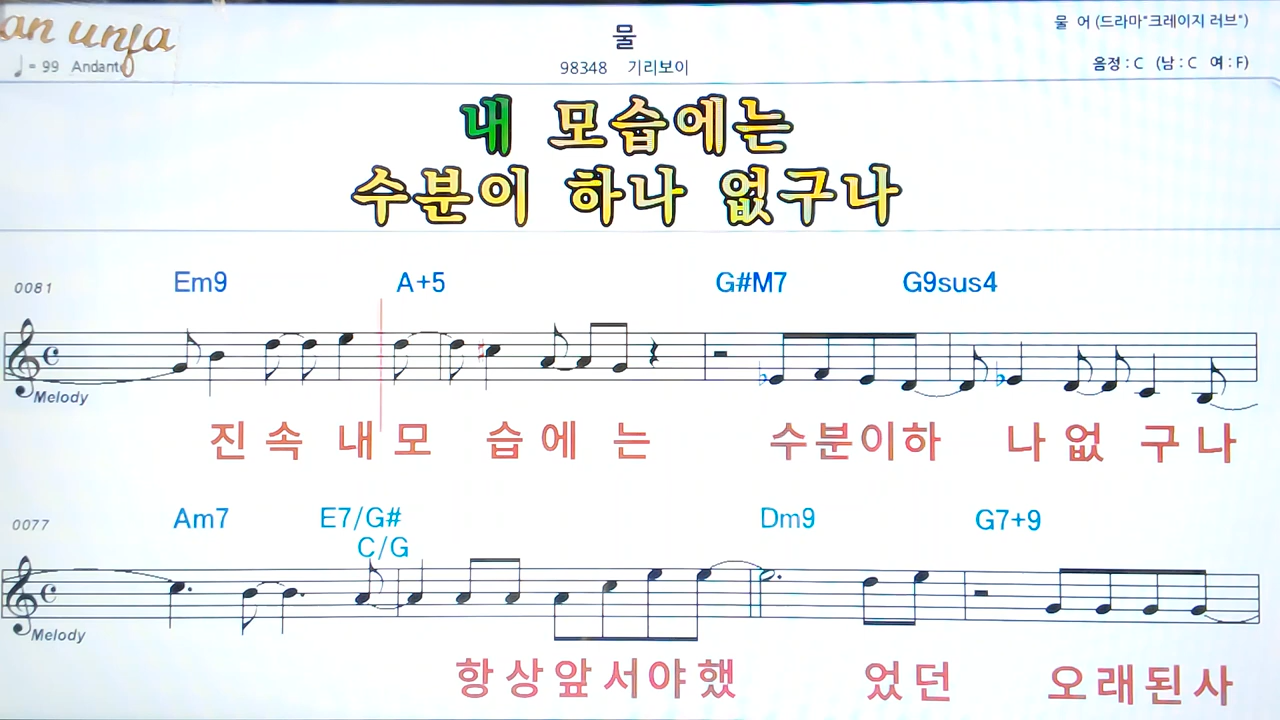 an unfa
물
물 어 (드라마"크레이지 러브")
♩ = 99 Andante
98348 기리보이
음정 : C (남 : C 여 : F)
내 모습에는
수분이 하나 없구나
0081 Em9 A+5 G#M7 G9sus4
Melody
진 속 내 모 습 에 는 수 분 이 하 나 없 구 나
0077 Am7 E7/G# Dm9 G7+9
C/G
Melody
항 상 앞 서 야 했 었 던 오 래 된 사